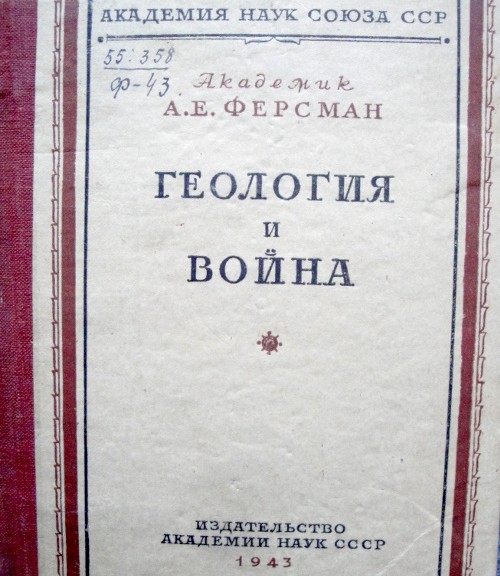 АКАДЕМИЯ НАУК СОЮЗА ССР
55:358
Ф-43
Академик
А.Е.ФЕРСМАН
ГЕОЛОГИЯ
И
ВОЙНА
ИЗДАТЕЛЬСТВО
АКАДЕМИИ НАУК СССР
1943